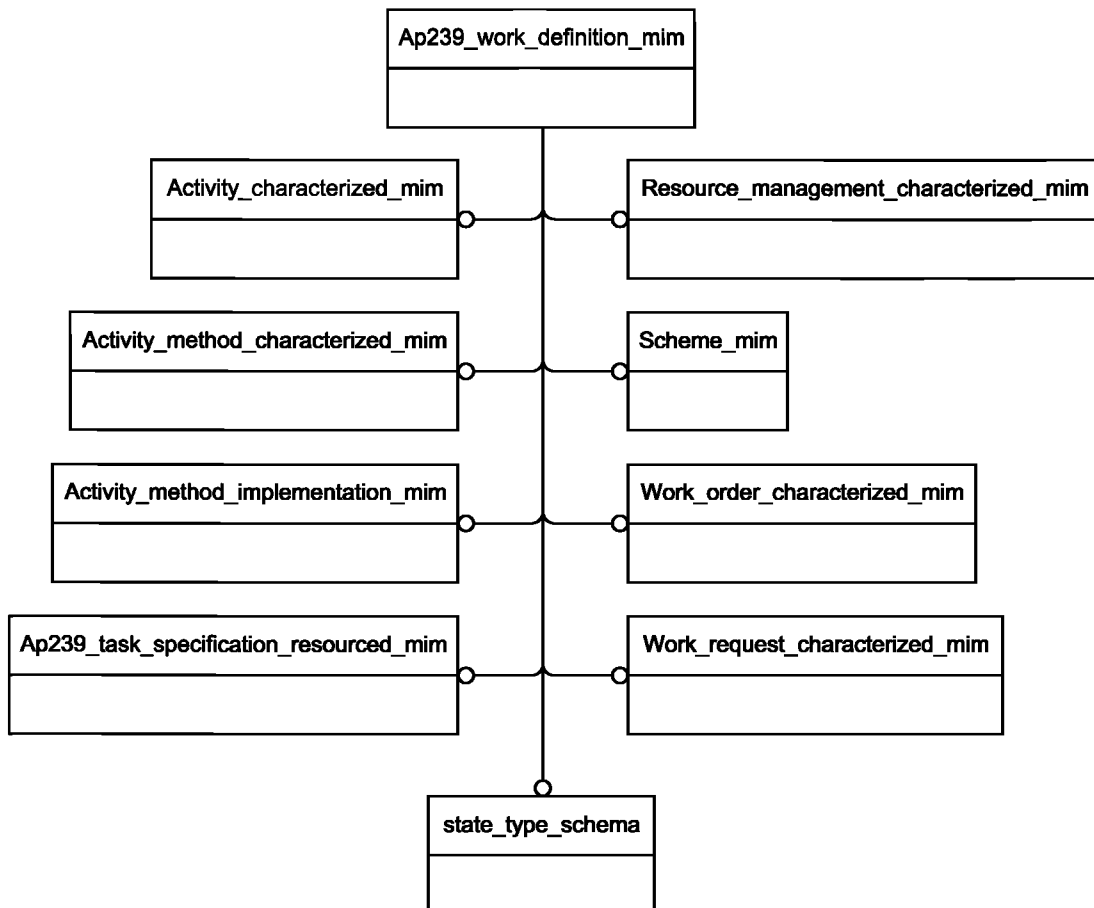 Ap239_work_definition_mim
Activity_characterized_mim
Resource_management_characterized_mim
Activity_method_characterized_mim
Scheme_mim
Activity_method_implementation_mim
Work_order_characterized_mim
Ap239_task_specification_resourced_mim
Work_request_characterized_mim
state_type_schema